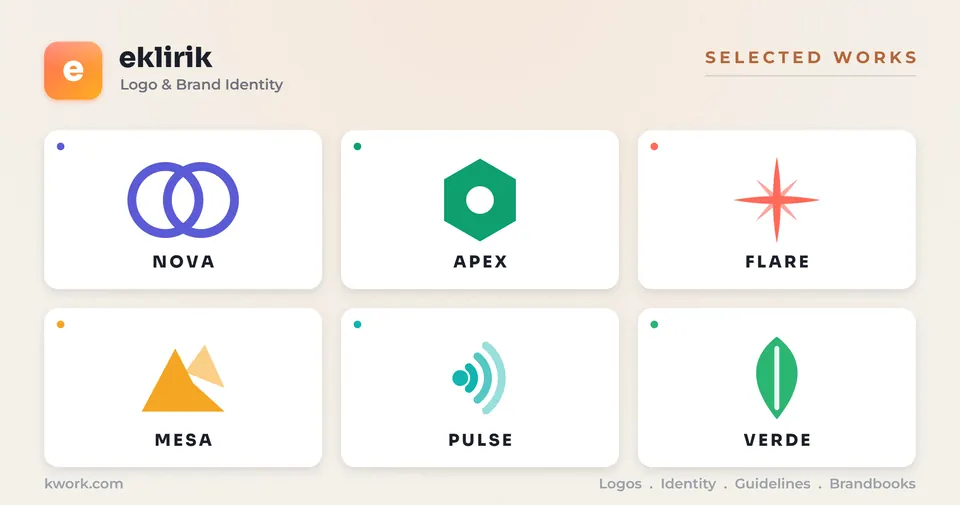 e
eklirik
Logo & Brand Identity
SELECTED WORKS
NOVA
APEX
FLARE
MESA
PULSE
VERDE
kwork.com
Logos . Identity . Guidelines . Brandbooks